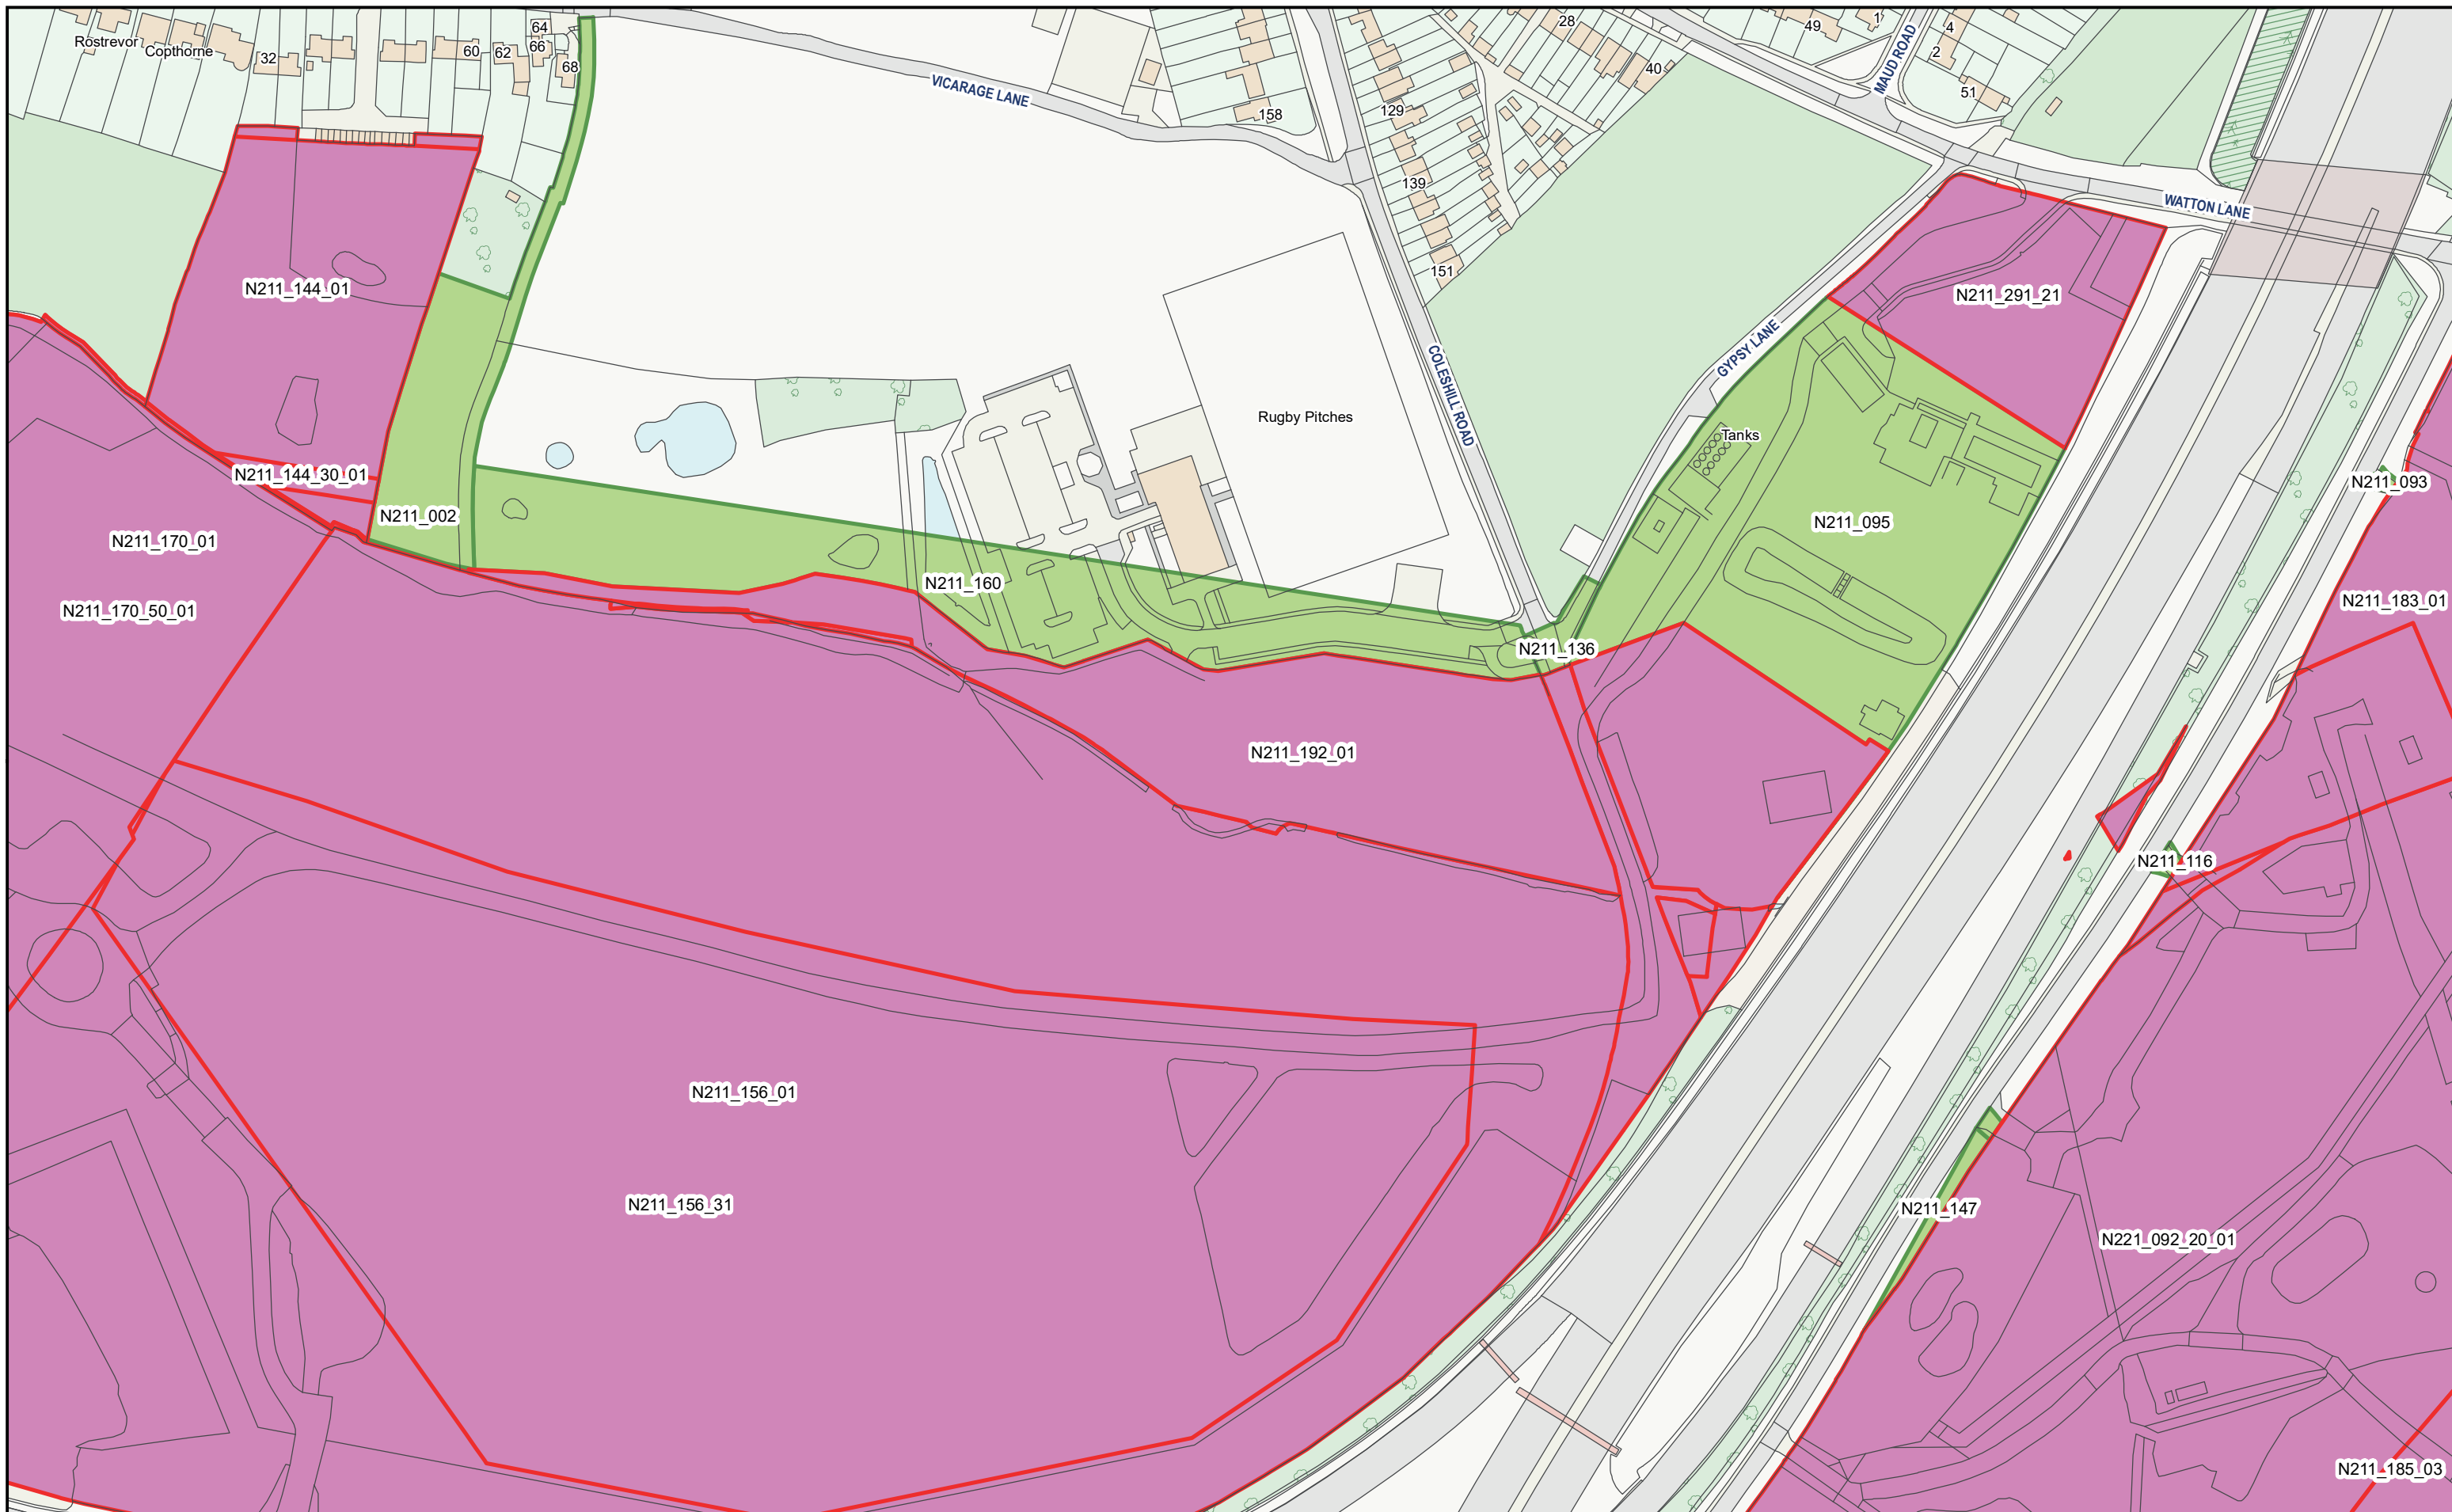 64
28
49
1
4
2
MAUD ROAD
Rostrevor
Copthorne
32
60
62
66
68
40
51
VICARAGE LANE
158
129
139
WATTON LANE
151
N211_144_01
N211_291_21
GYPSY LANE
COLESHILL ROAD
Rugby Pitches
Tanks
N211_144_30_01
N211_093
N211_002
N211_095
N211_170_01
N211_160
N211_183_01
N211_170_50_01
N211_136
N211_192_01
N211_116
N211_156_01
N211_156_31
N211_147
N221_092_20_01
N211_185_03